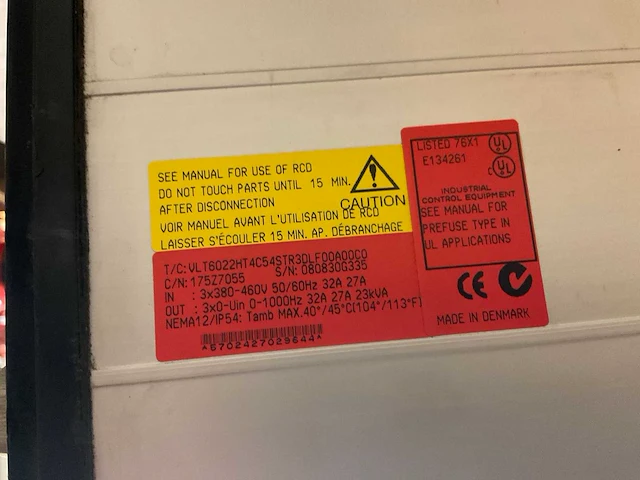 SEE MANUAL FOR USE OF RCD
DO NOT TOUCH PARTS UNTIL 15 MIN.
AFTER DISCONNECTION
CAUTION
VOIR MANUEL AVANT L'UTILISATION DE RCD
LAISSER S'ÉCOULER 15 MIN. AP. DÉBRANCHAGE
T/C: VLT6022HT4C54STR3DLF00A00C0
C/N: 175Z7055 S/N: 080830G335
IN : 3x380-460V 50/60Hz 32A 27A
OUT : 3x0-Uin 0-1000Hz 32A 27A 23kVA
NEMA12/IP54: Tamb MAX.40°/45°C(104°/113°F)
*6702427029644*
LISTED 76X1
E134261
UL
c UL
INDUSTRIAL
CONTROL EQUIPMENT
SEE MANUAL FOR
PREFUSE TYPE IN
UL APPLICATIONS
CE
MADE IN DENMARK